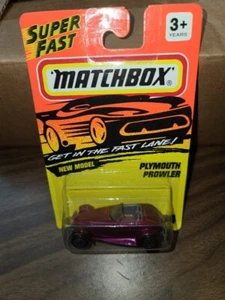 SUPER
FAST
3+
YEARS
MATCHBOX®
GET IN THE FAST LANE!
NEW MODEL
PLYMOUTH
PROWLER